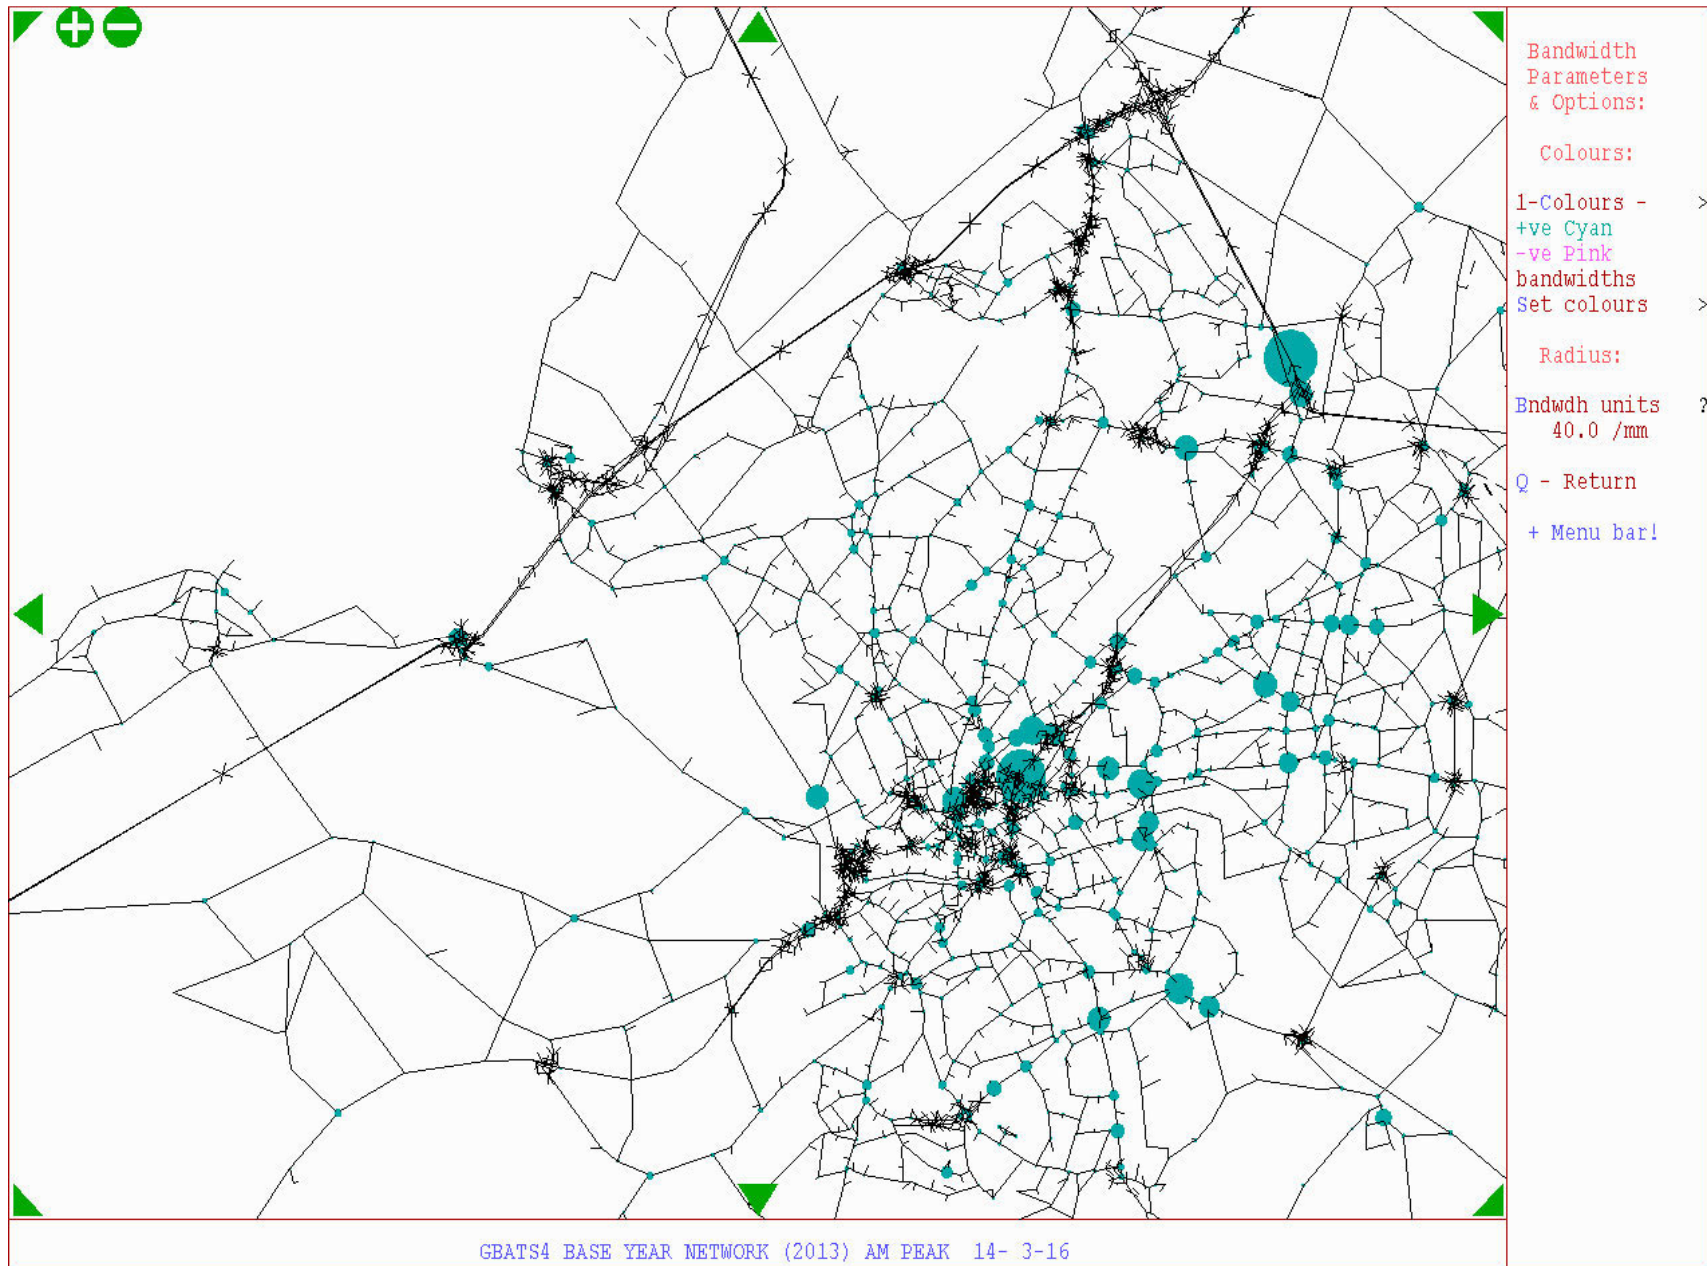 Bandwidth
Parameters
& Options:
Colours:
1-Colours - >
+ve Cyan
-ve Pink
bandwidths
Set colours >
Radius:
Bndwdh units ?
40.0 /mm
Q - Return
+ Menu bar!
GBATS4 BASE YEAR NETWORK (2013) AM PEAK 14- 3-16